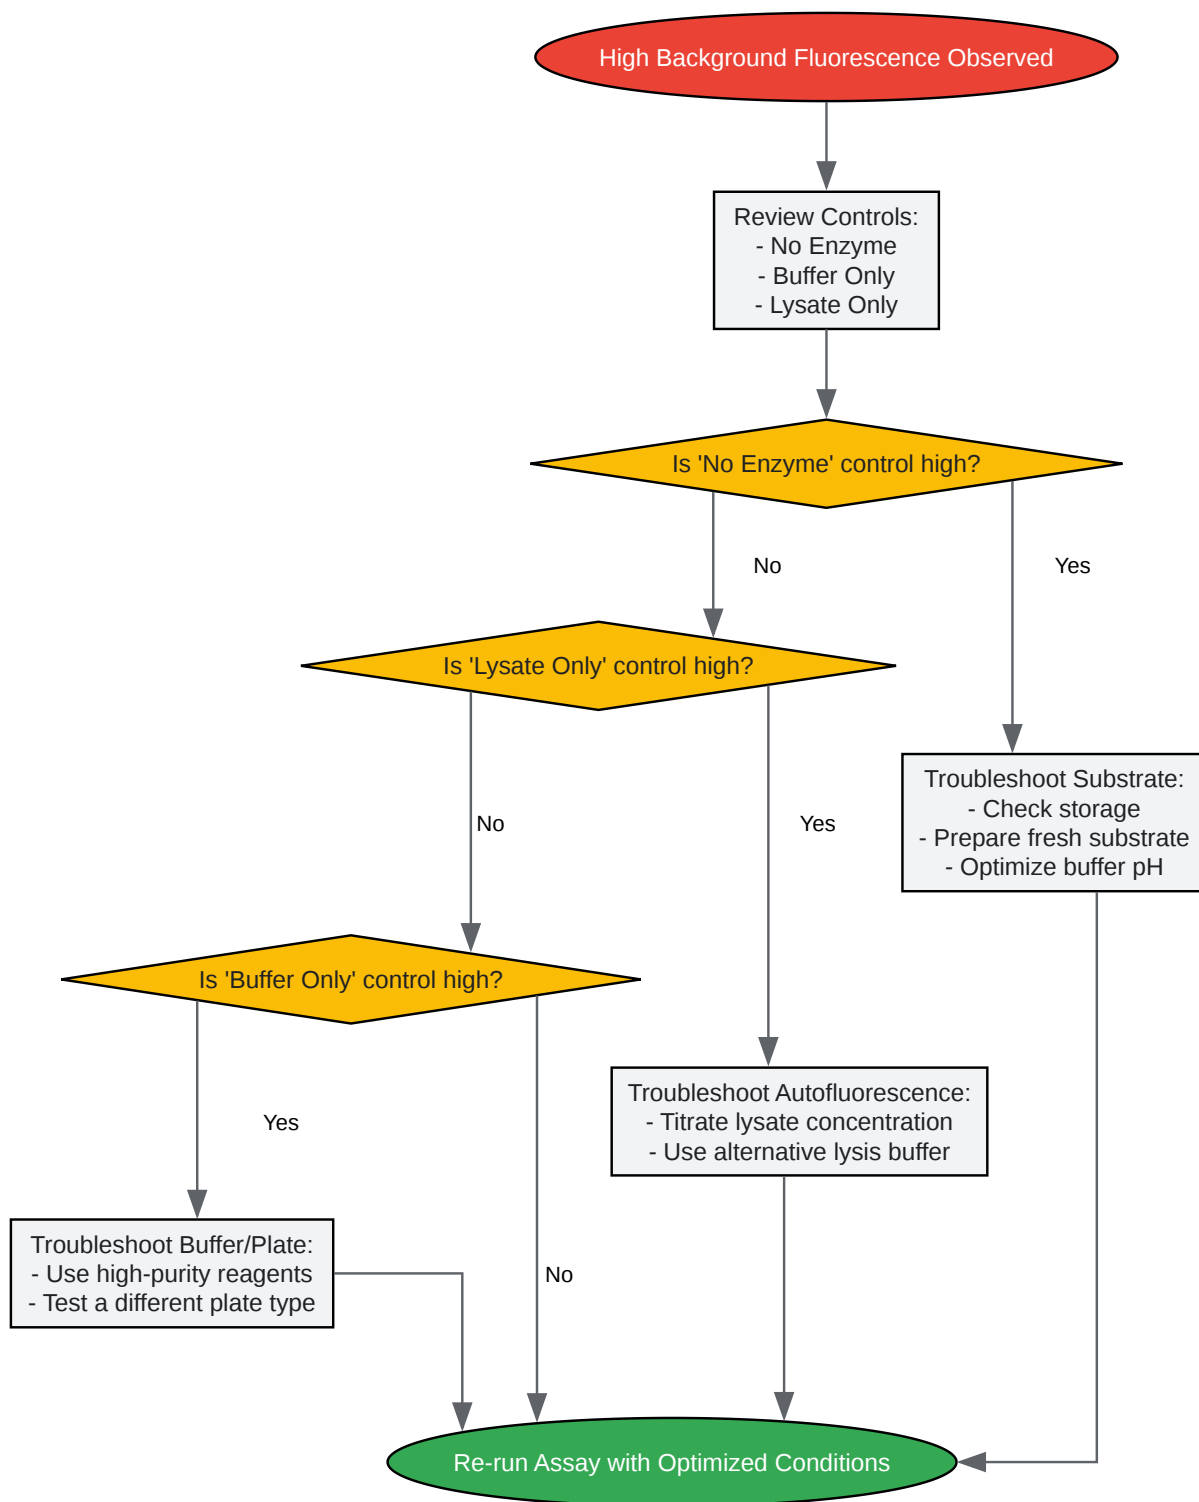 High Background Fluorescence Observed
Review Controls:
- No Enzyme
- Buffer Only
- Lysate Only
Is 'No Enzyme' control high?
No
Yes
Is 'Lysate Only' control high?
No
Yes
Troubleshoot Substrate:
- Check storage
- Prepare fresh substrate
- Optimize buffer pH
Is 'Buffer Only' control high?
Yes
No
Troubleshoot Autofluorescence:
- Titrate lysate concentration
- Use alternative lysis buffer
Troubleshoot Buffer/Plate:
- Use high-purity reagents
- Test a different plate type
Re-run Assay with Optimized Conditions